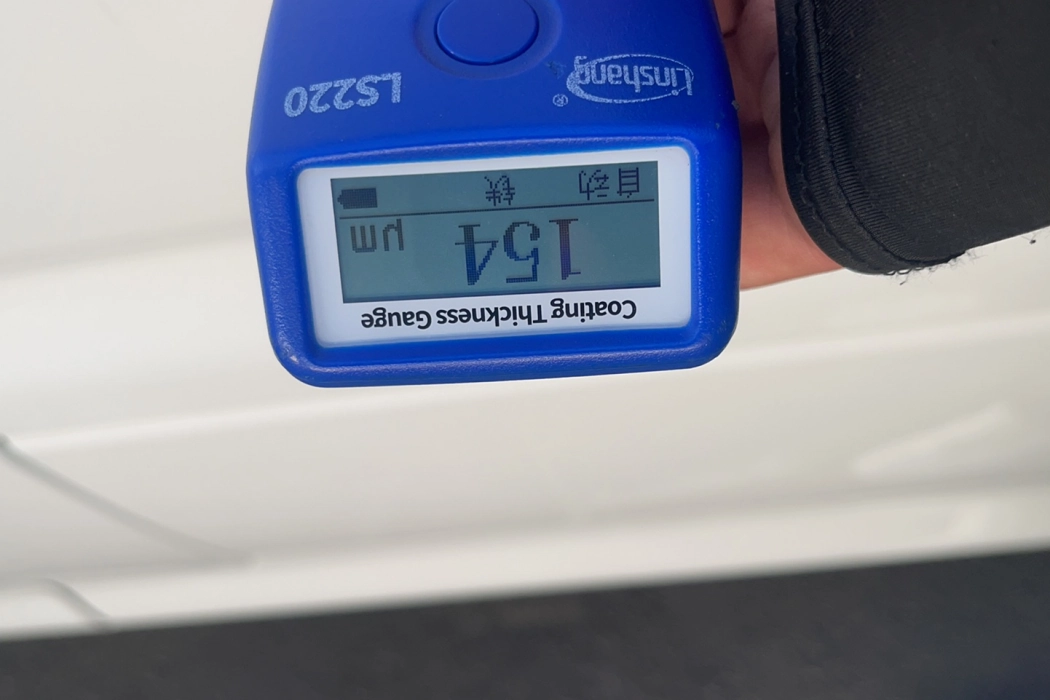 Coating Thickness Gauge
154 μm
自动 铁
Linshang ® LS220